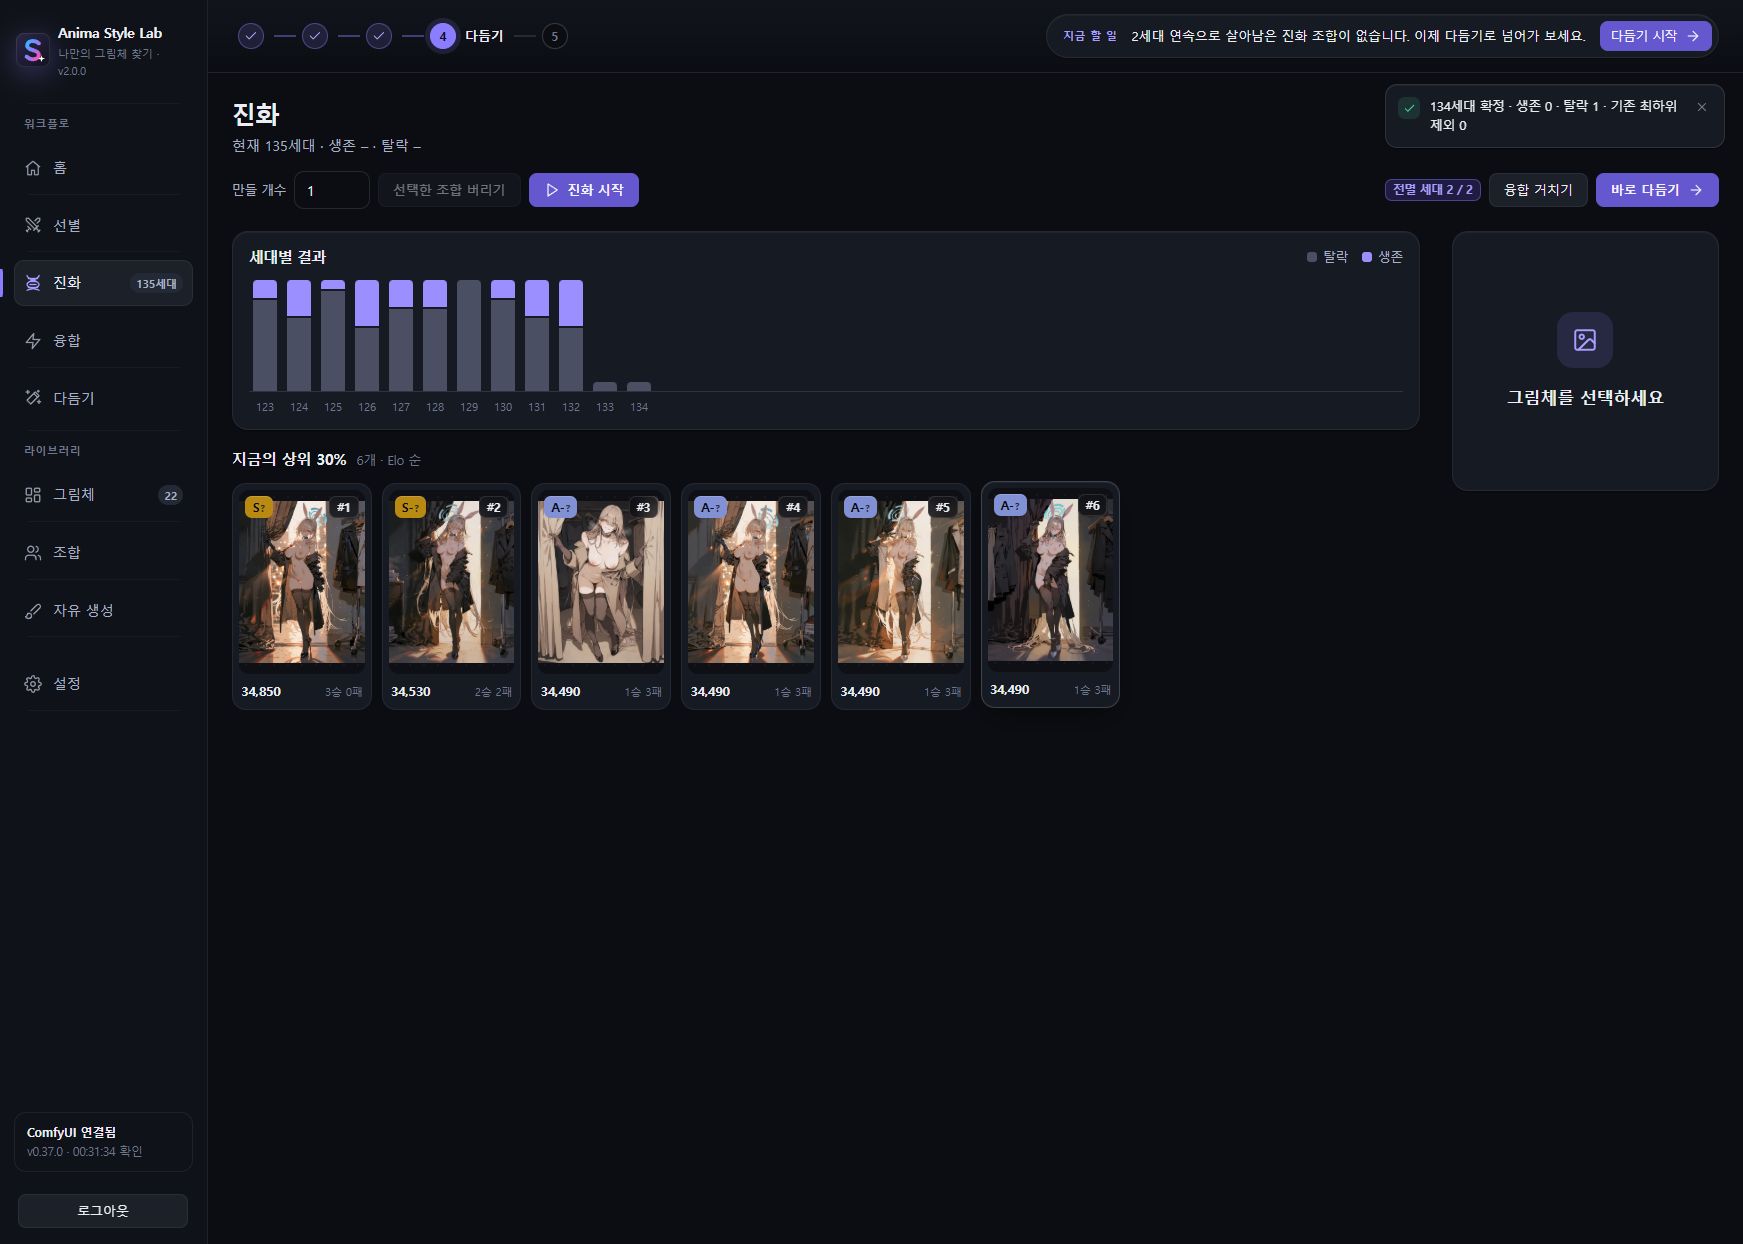 Anima Style Lab
나만의 그림체 찾기 ·
v2.0.0
워크플로
홈
선별
진화 135세대
융합
다듬기
라이브러리
그림체 22
조합
자유 생성
설정
ComfyUI 연결됨
v0.37.0 · 00:31:34 확인
로그아웃
4 다듬기 5
지금 할 일 2세대 연속으로 살아남은 진화 조합이 없습니다. 이제 다듬기로 넘어가 보세요. 다듬기 시작
134세대 확정 · 생존 0 · 탈락 1 · 기존 최하위
제외 0
진화
현재 135세대 · 생존 – · 탈락 –
만들 개수 1 선택한 조합 버리기 진화 시작
전멸 세대 2 / 2 융합 거치기 바로 다듬기
세대별 결과 탈락 생존
123 124 125 126 127 128 129 130 131 132 133 134
그림체를 선택하세요
지금의 상위 30% 6개 · Elo 순
S? #1 S-? #2 A-? #3 A-? #4 A-? #5 A-? #6
34,850 3승 0패 34,530 2승 2패 34,490 1승 3패 34,490 1승 3패 34,490 1승 3패 34,490 1승 3패